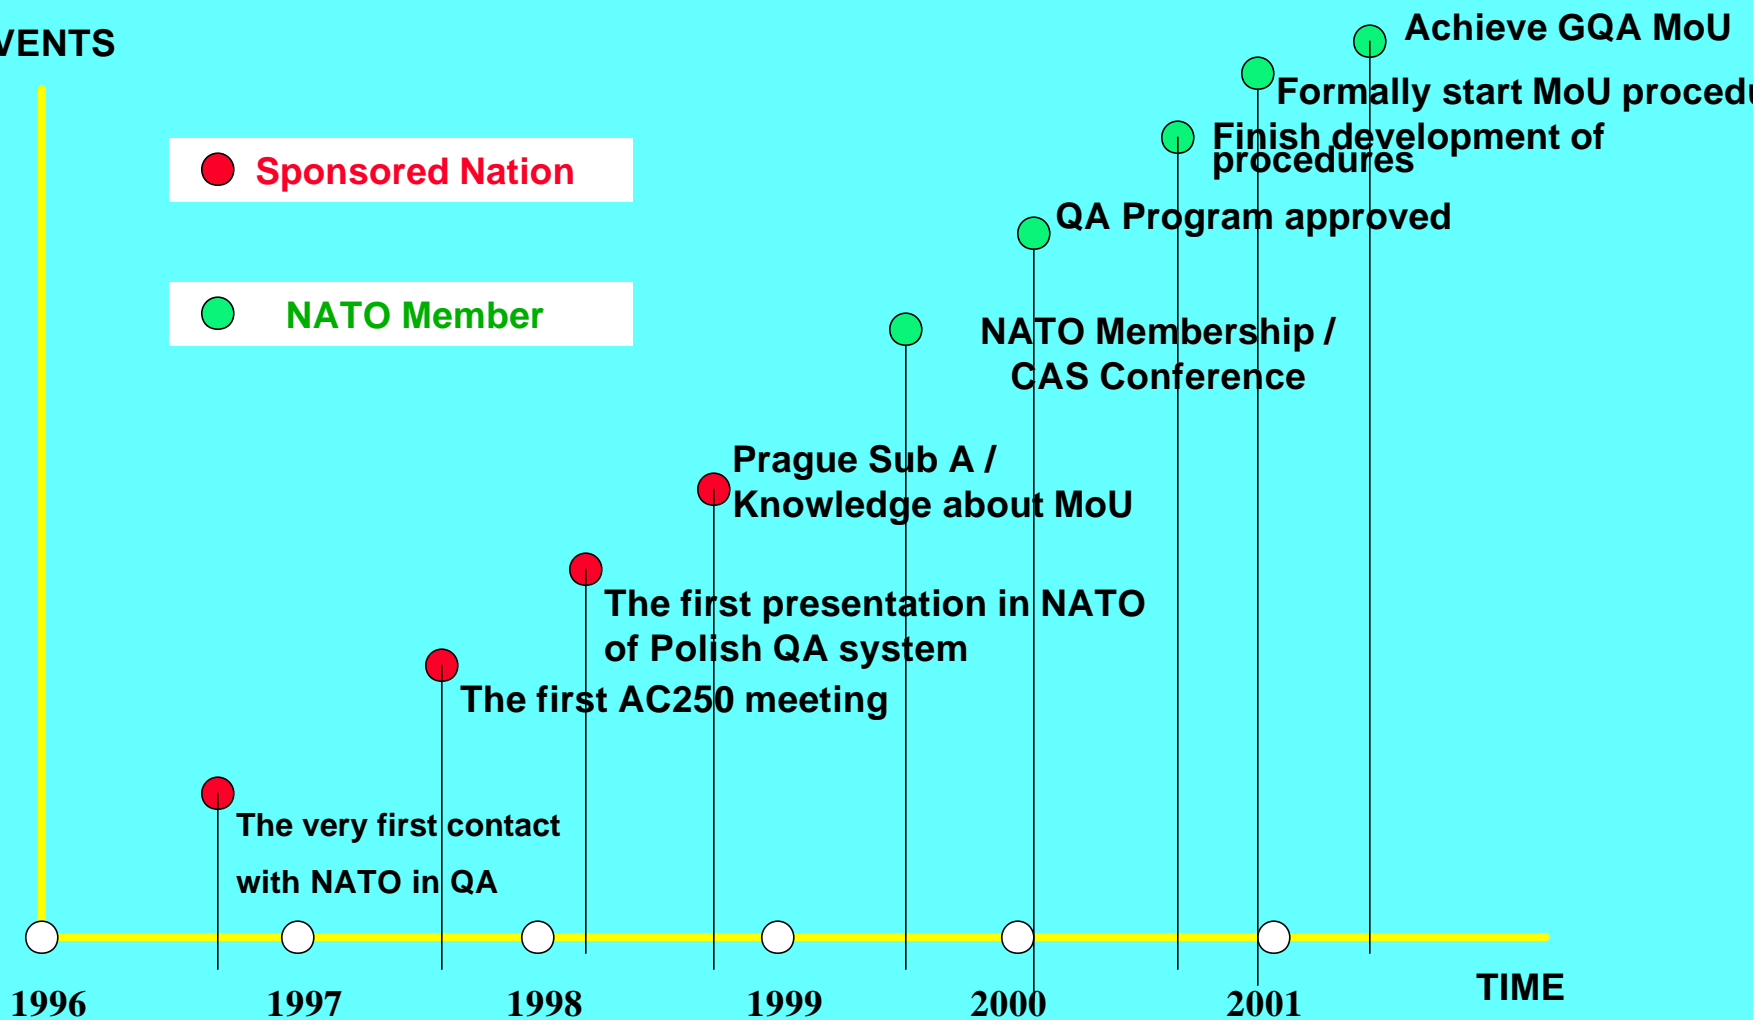 VENTS
Achieve GQA MoU
Formally start MoU procedu
Finish development of
procedures
Sponsored Nation
QA Program approved
NATO Member
NATO Membership /
CAS Conference
Prague Sub A /
Knowledge about MoU
The first presentation in NATO
of Polish QA system
The first AC250 meeting
The very first contact
with NATO in QA
TIME
1996 1997 1998 1999 2000 2001